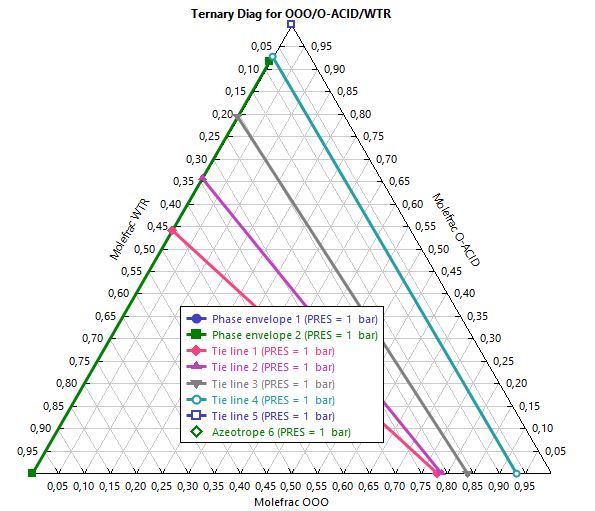 Ternary Diag for OOO/O-ACID/WTR
0,05 0,95
0,10 0,90
0,15 0,85
0,20 0,80
0,25 0,75
0,30 0,70
0,35 0,65
0,40 0,60
0,45 0,55
0,50 0,50
0,55 0,45
0,60 0,40
0,65 0,35
0,70 0,30
0,75 0,25
0,80 0,20
0,85 0,15
0,90 0,10
0,95 0,05
Molefrac WTR
Molefrac O-ACID
Phase envelope 1 (PRES = 1 bar)
Phase envelope 2 (PRES = 1 bar)
Tie line 1 (PRES = 1 bar)
Tie line 2 (PRES = 1 bar)
Tie line 3 (PRES = 1 bar)
Tie line 4 (PRES = 1 bar)
Tie line 5 (PRES = 1 bar)
Azeotrope 6 (PRES = 1 bar)
0,05 0,10 0,15 0,20 0,25 0,30 0,35 0,40 0,45 0,50 0,55 0,60 0,65 0,70 0,75 0,80 0,85 0,90 0,95
Molefrac OOO